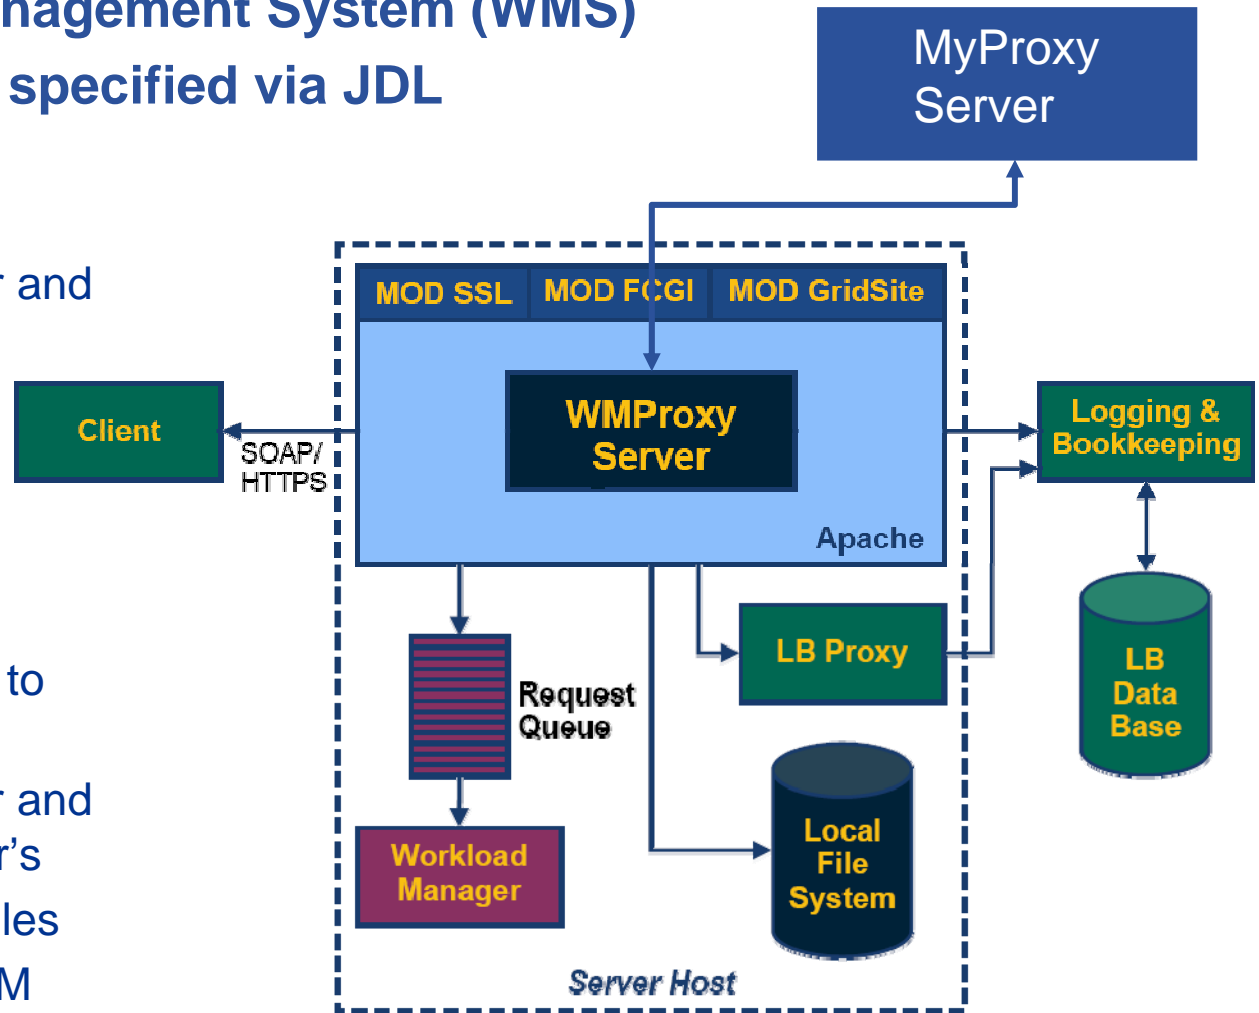 nagement System (WMS)
specified via JDL
MyProxy
Server
r and
MOD SSL
MOD FCGI
MOD GridSite
Client
SOAP/
HTTPS
WMProxy
Server
Apache
Logging &
Bookkeeping
to
Request
Queue
LB Proxy
LB
Data
Base
r and
r’s
Workload
Manager
Local
File
System
les
M
Server Host